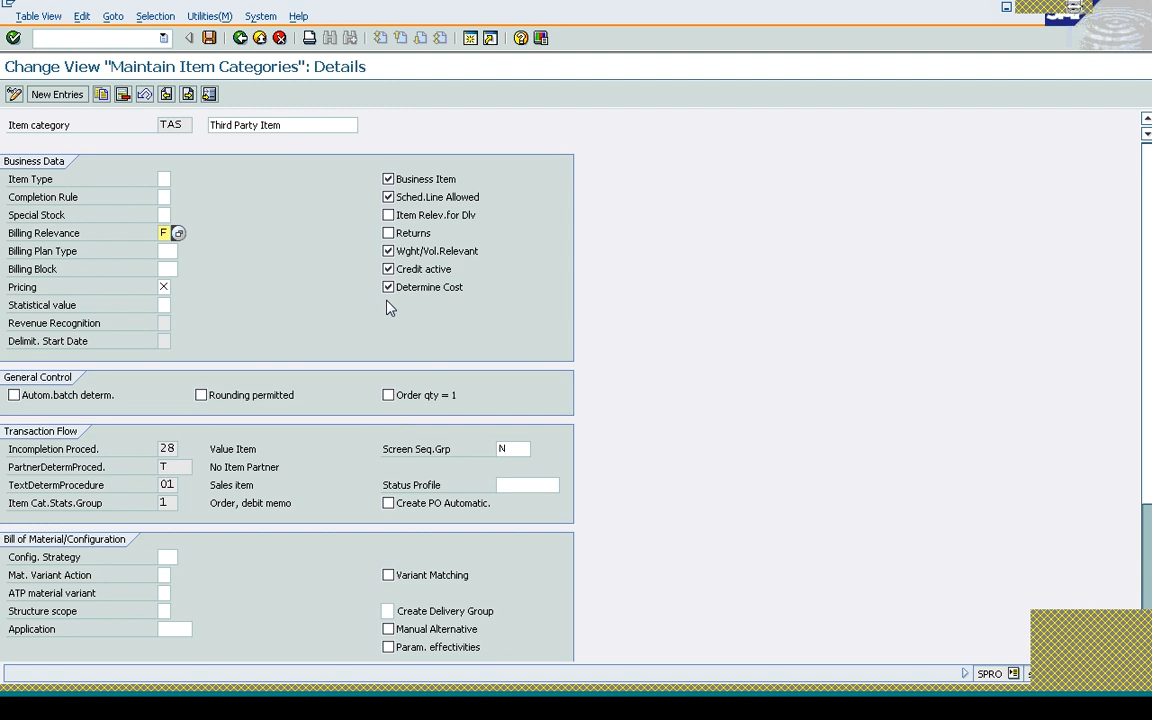 Table View Edit Goto Selection Utilities(M) System Help
Change View "Maintain Item Categories": Details
New Entries
Item category TAS Third Party Item
Business Data
Item Type Business Item
Completion Rule Sched.Line Allowed
Special Stock Item Relev.for Dlv
Billing Relevance F Returns
Billing Plan Type Wght/Vol.Relevant
Billing Block Credit active
Pricing X Determine Cost
Statistical value
Revenue Recognition
Delimit. Start Date
General Control
Autom.batch determ. Rounding permitted Order qty = 1
Transaction Flow
Incompletion Proced. 28 Value Item Screen Seq.Grp N
PartnerDetermProced. T No Item Partner
TextDetermProcedure 01 Sales item Status Profile
Item Cat.Stats.Group 1 Order, debit memo Create PO Automatic.
Bill of Material/Configuration
Config. Strategy
Mat. Variant Action Variant Matching
ATP material variant
Structure scope Create Delivery Group
Application Manual Alternative
Param. effectivities
SPRO